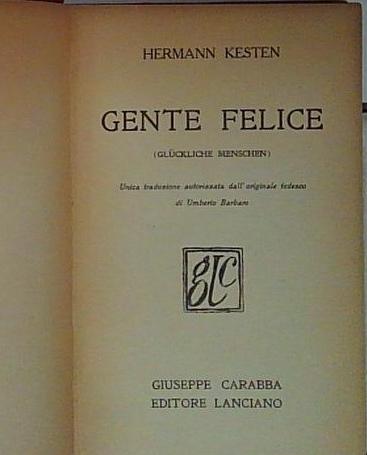 HERMANN KESTEN
GENTE FELICE
(GLÜCKLICHE MENSCHEN)
Unica traduzione autorizzata dall'originale tedesco
di Umberto Barbaro
gcc
GIUSEPPE CARABBA
EDITORE LANCIANO